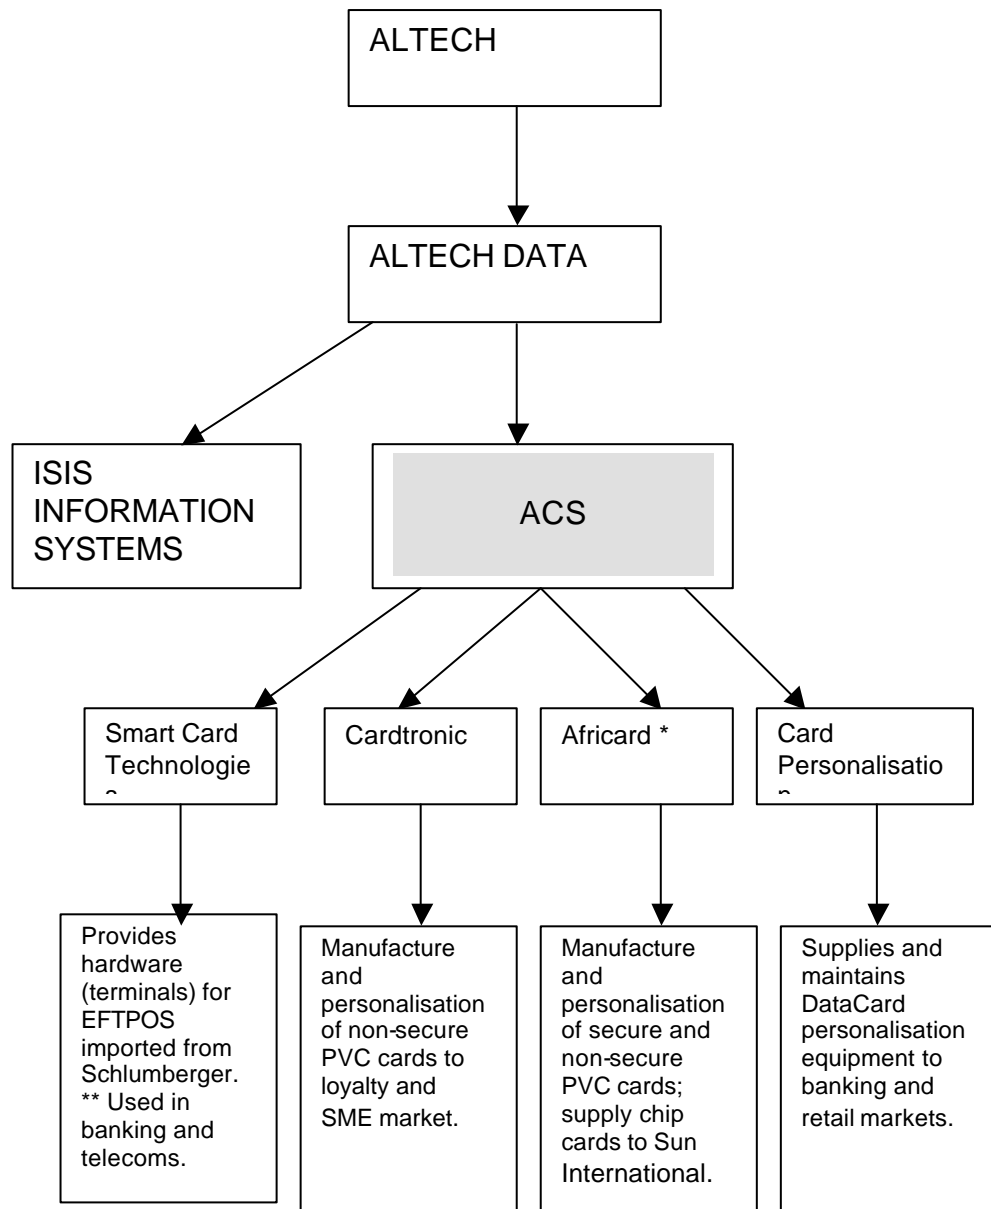 ALTECH
ALTECH DATA
ISIS
INFORMATION
SYSTEMS
ACS
Smart Card
Technologie
Cardtronic
Africard *
Card
Personalisatio
Provides
hardware
(terminals) for
EFTPOS
imported from
Schlumberger.
** Used in
banking and
telecoms.
Manufacture
and
personalisation
of non-secure
PVC cards to
loyalty and
SME market.
Manufacture
and
personalisation
of secure and
non-secure
PVC cards;
supply chip
cards to Sun
International.
Supplies and
maintains
DataCard
personalisation
equipment to
banking and
retail markets.